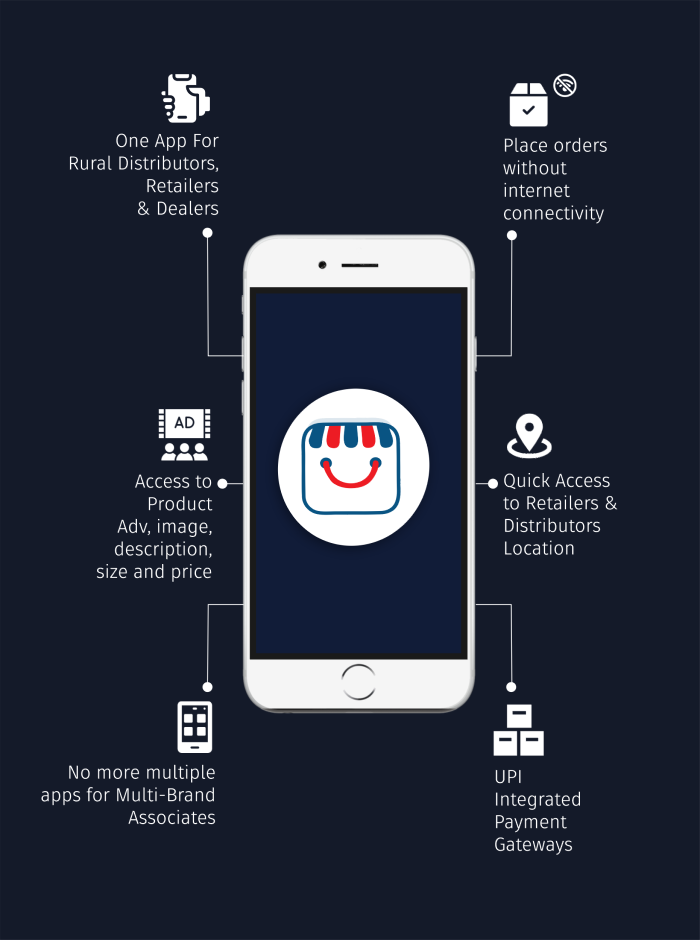 One App For
Rural Distributors,
Retailers
& Dealers
Place orders
without
internet
connectivity
AD
Access to
Product
Adv, image,
description,
size and price
Quick Access
to Retailers &
Distributors
Location
No more multiple
apps for Multi-Brand
Associates
UPI
Integrated
Payment
Gateways